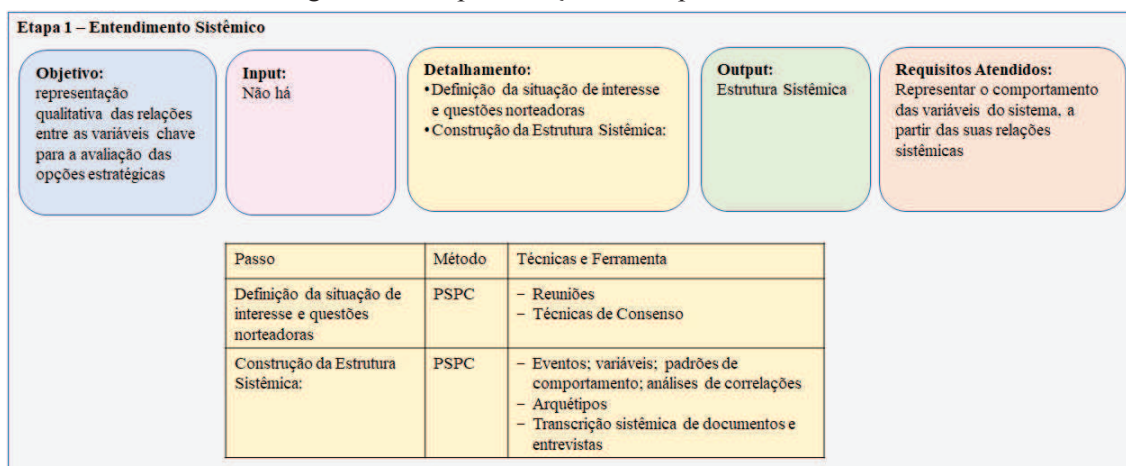 Etapa 1 – Entendimento Sistêmico
Objetivo:
representação
qualitativa das relações
entre as variáveis chave
para a avaliação das
opções estratégicas
Input:
Não há
Detalhamento:
•Definição da situação de interesse
e questões norteadoras
•Construção da Estrutura Sistêmica:
Output:
Estrutura Sistêmica
Requisitos Atendidos:
Representar o comportamento
das variáveis do sistema, a
partir das suas relações
sistêmicas
Passo Método Técnicas e Ferramenta
Definição da situação de
interesse e questões
norteadoras
PSPC
– Reuniões
– Técnicas de Consenso
Construção da Estrutura
Sistêmica:
PSPC
– Eventos; variáveis; padrões de
comportamento; análises de correlações
– Arquétipos
– Transcrição sistêmica de documentos e
entrevistas